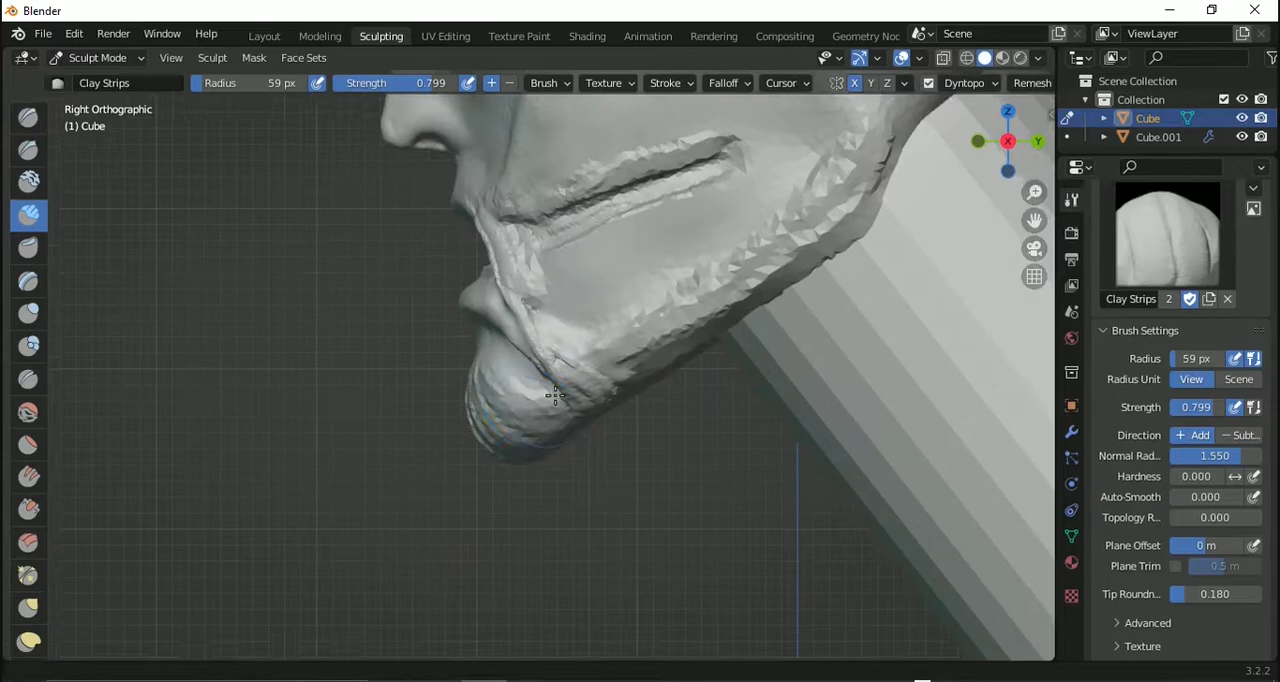 Blender
File Edit Render Window Help Layout Modeling Sculpting UV Editing Texture Paint Shading Animation Rendering Compositing Geometry Noc Scene ViewLayer
Sculpt Mode View Sculpt Mask Face Sets
Clay Strips Radius 59 px Strength 0.799 Brush Texture Stroke Falloff Cursor X Y Z Dyntopo Remesh
Right Orthographic
(1) Cube
Z
X
Y
Scene Collection
Collection
Cube
Cube.001
Clay Strips 2
Brush Settings
Radius 59 px
Radius Unit View Scene
Strength 0.799
Direction + Add − Subt...
Normal Rad... 1.550
Hardness 0.000
Auto-Smooth 0.000
Topology R... 0.000
Plane Offset 0 m
Plane Trim 0.5 m
Tip Roundn... 0.180
Advanced
Texture
3.2.2